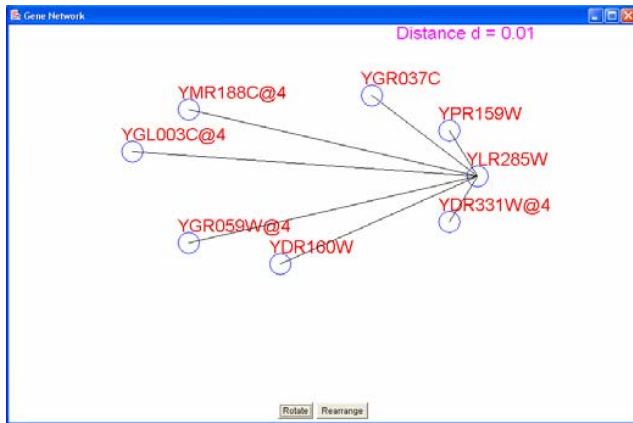 Gene Network
Distance d = 0.01
YGR037C
YMR188C@4
YPR159W
YGL003C@4
YLR285W
YDR331W@4
YGR059W@4
YDR160W
Rotate Rearrange